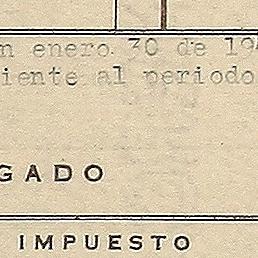 n enero 30 de 19
iente al periodo
GADO
IMPUESTO